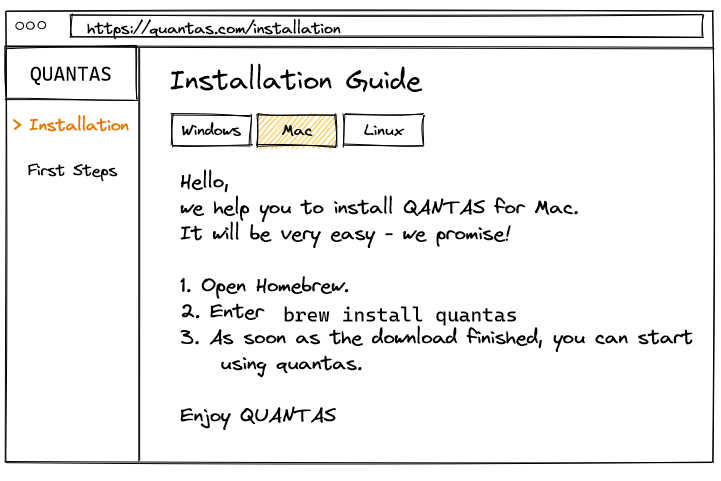 https://quantas.com/installation
QUANTAS
> Installation
First Steps
Installation Guide
Windows
Mac
Linux
Hello,
we help you to install QANTAS for Mac.
It will be very easy - we promise!
1. Open Homebrew.
2. Enter brew install quantas
3. As soon as the download finished, you can start
using quantas.
Enjoy QUANTAS